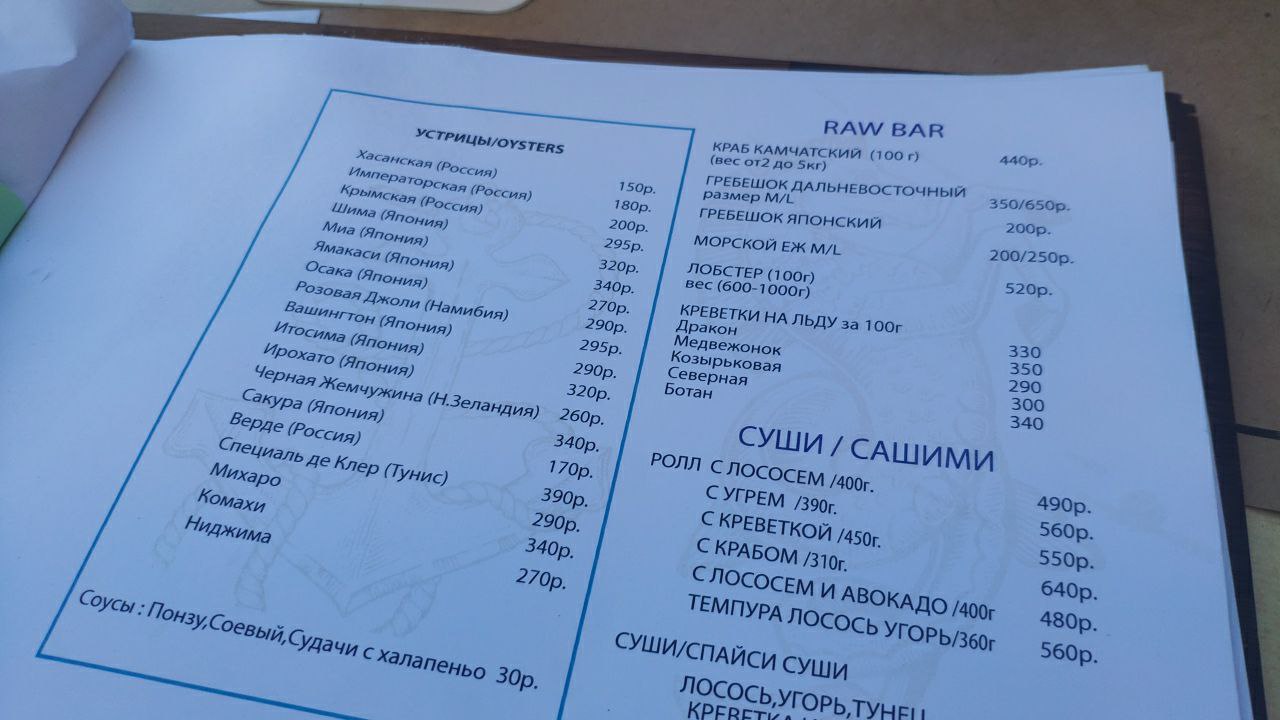 УСТРИЦЫ/OYSTERS
Хасанская (Россия) 150р.
Императорская (Россия) 180р.
Крымская (Россия) 200р.
Шима (Япония) 295р.
Миа (Япония) 320р.
Ямакаси (Япония) 340р.
Осака (Япония) 270р.
Розовая Джоли (Намибия) 290р.
Вашингтон (Япония) 295р.
Итосима (Япония) 290р.
Ирохато (Япония) 320р.
Черная Жемчужина (Н.Зеландия) 260р.
Сакура (Япония) 340р.
Верде (Россия) 170р.
Специаль де Клер (Тунис) 390р.
Михаро 290р.
Комахи 340р.
Ниджима 270р.
Соусы : Понзу,Соевый,Судачи с халапеньо 30р.
RAW BAR
КРАБ КАМЧАТСКИЙ (100 г) 440р.
(вес от2 до 5кг)
ГРЕБЕШОК ДАЛЬНЕВОСТОЧНЫЙ
размер M/L 350/650р.
ГРЕБЕШОК ЯПОНСКИЙ 200р.
МОРСКОЙ ЕЖ M/L 200/250р.
ЛОБСТЕР (100г)
вес (600-1000г) 520р.
КРЕВЕТКИ НА ЛЬДУ за 100г
Дракон 330
Медвежонок 350
Козырьковая 290
Северная 300
Ботан 340
СУШИ / САШИМИ
РОЛЛ С ЛОСОСЕМ /400г. 490р.
С УГРЕМ /390г. 560р.
С КРЕВЕТКОЙ /450г. 550р.
С КРАБОМ /310г. 640р.
С ЛОСОСЕМ И АВОКАДО /400г 480р.
ТЕМПУРА ЛОСОСЬ УГОРЬ/360г 560р.
СУШИ/СПАЙСИ СУШИ
ЛОСОСЬ,УГОРЬ,ТУНЕЦ
КРЕВЕТКА